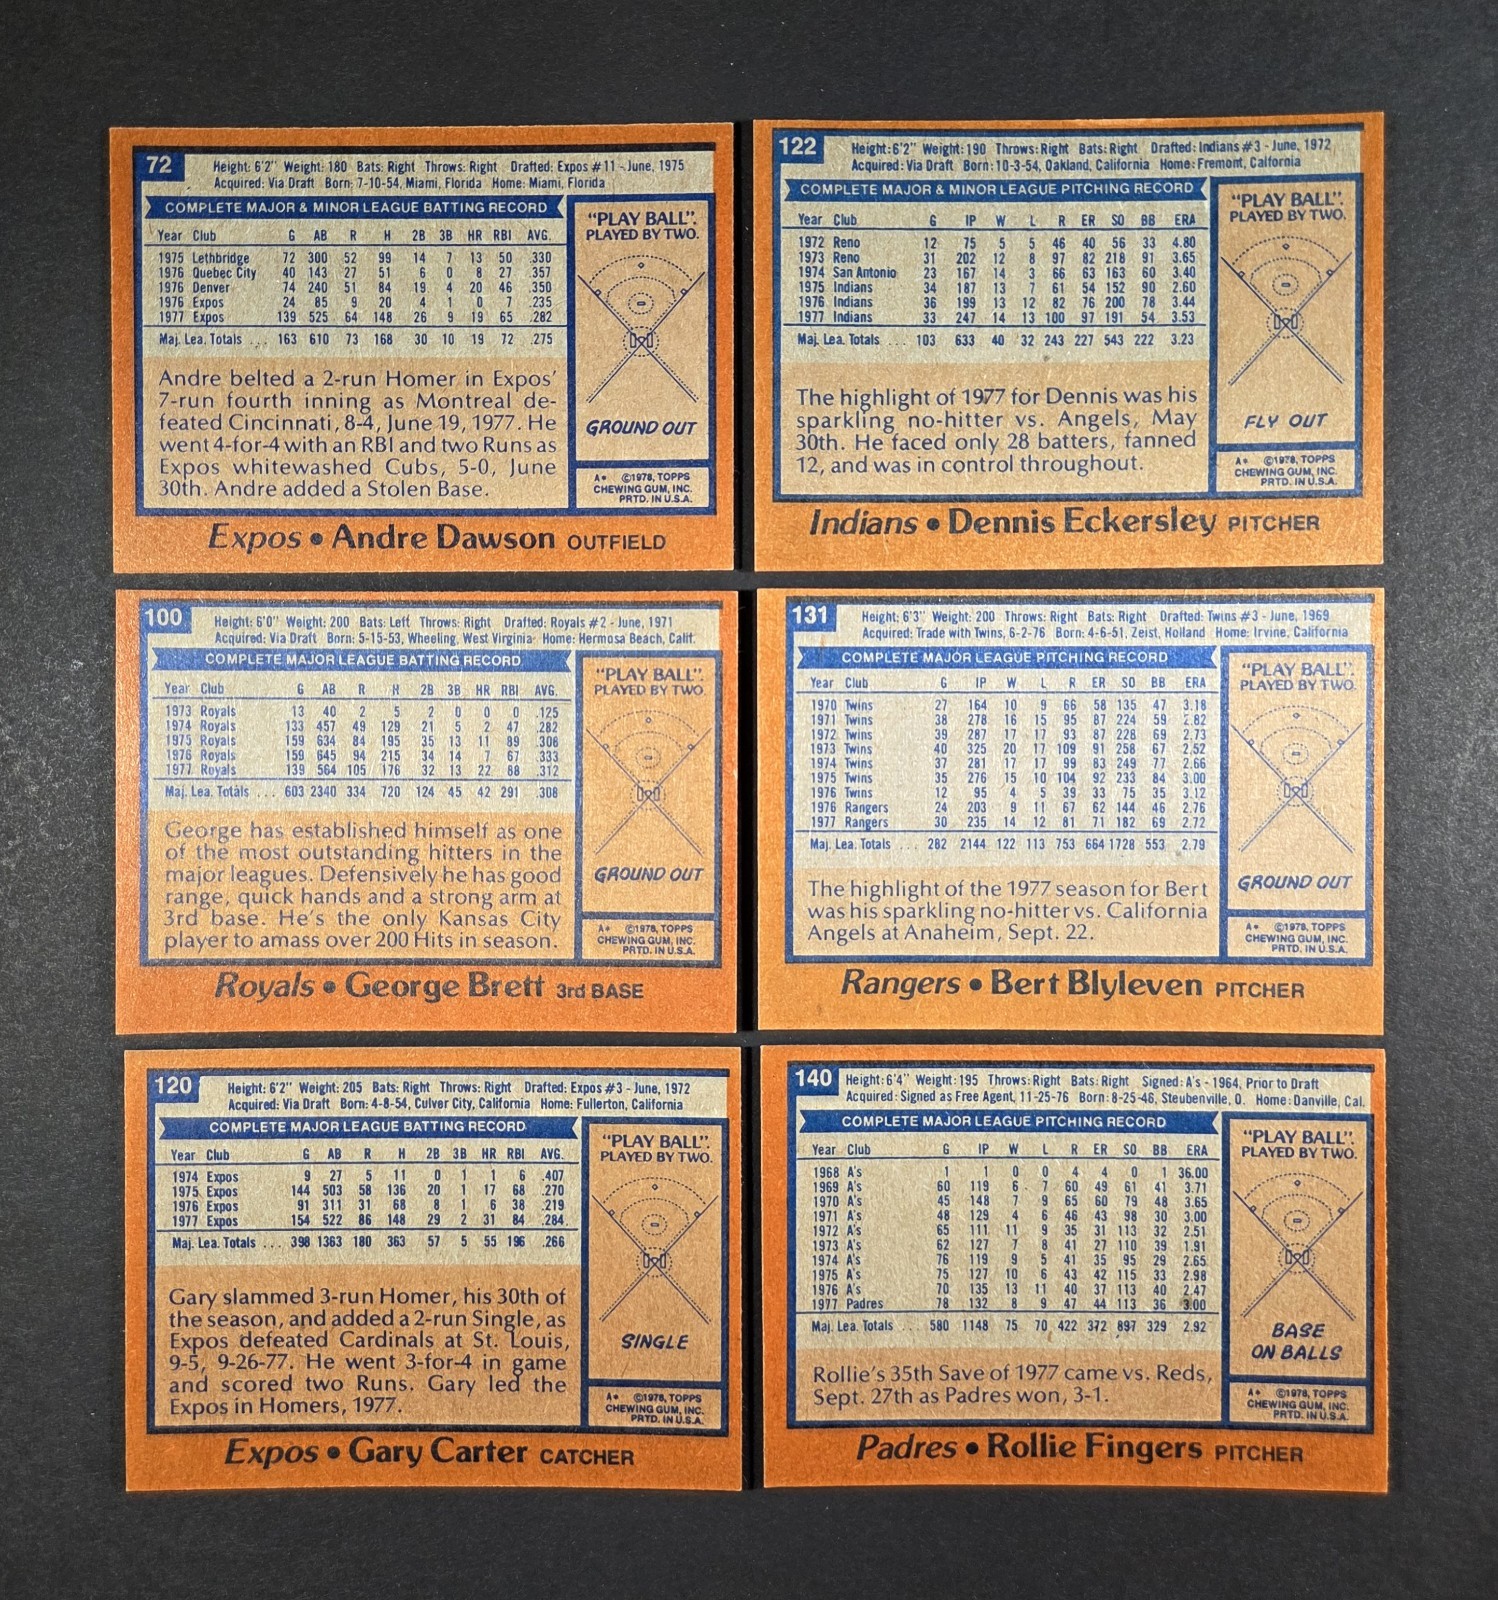 72
Height: 6'2" Weight: 180 Bats: Right Throws: Right Drafted: Expos #11 - June, 1975
Acquired: Via Draft Born: 7-10-54, Miami, Florida Home: Miami, Florida
COMPLETE MAJOR & MINOR LEAGUE BATTING RECORD
Year Club G AB R H 2B 3B HR RBI AVG.
1975 Lethbridge 72 300 52 99 14 7 13 50 .330
1976 Quebec City 40 143 27 51 6 0 8 27 .357
1976 Denver 74 240 51 84 19 4 20 46 .350
1976 Expos 24 85 9 20 4 1 0 7 .235
1977 Expos 139 525 64 148 26 9 19 65 .282
Maj. Lea. Totals ... 163 610 73 168 30 10 19 72 .275
Andre belted a 2-run Homer in Expos'
7-run fourth inning as Montreal de-
feated Cincinnati, 8-4, June 19, 1977. He
went 4-for-4 with an RBI and two Runs as
Expos whitewashed Cubs, 5-0, June
30th. Andre added a Stolen Base.
"PLAY BALL".
PLAYED BY TWO.
GROUND OUT
A* ©1978, TOPPS
CHEWING GUM, INC.
PRTD. IN U.S.A.
Expos • Andre Dawson OUTFIELD
122
Height: 6'2" Weight: 190 Throws: Right Bats: Right Drafted: Indians #3 - June, 1972
Acquired: Via Draft Born: 10-3-54, Oakland, California Home: Fremont, Calfornia
COMPLETE MAJOR & MINOR LEAGUE PITCHING RECORD
Year Club G IP W L R ER SO BB ERA
1972 Reno 12 75 5 5 46 40 56 33 4.80
1973 Reno 31 202 12 8 97 82 218 91 3.65
1974 San Antonio 23 167 14 3 66 63 163 60 3.40
1975 Indians 34 187 13 7 61 54 152 90 2.60
1976 Indians 36 199 13 12 82 76 200 78 3.44
1977 Indians 33 247 14 13 100 97 191 54 3.53
Maj. Lea. Totals ... 103 633 40 32 243 227 543 222 3.23
The highlight of 1977 for Dennis was his
sparkling no-hitter vs. Angels, May
30th. He faced only 28 batters, fanned
12, and was in control throughout.
"PLAY BALL".
PLAYED BY TWO.
FLY OUT
A* ©1978, TOPPS
CHEWING GUM, INC.
PRTD. IN U.S.A.
Indians • Dennis Eckersley PITCHER
100
Height: 6'0" Weight: 200 Bats: Left Throws: Right Drafted: Royals #2 - June, 1971
Acquired: Via Draft Born: 5-15-53, Wheeling, West Virginia Home: Hermosa Beach, Calif.
COMPLETE MAJOR LEAGUE BATTING RECORD
Year Club G AB R H 2B 3B HR RBI AVG.
1973 Royals 13 40 2 5 2 0 0 0 .125
1974 Royals 133 457 49 129 21 5 2 47 .282
1975 Royals 159 634 84 195 35 13 11 89 .308
1976 Royals 159 645 94 215 34 14 7 67 .333
1977 Royals 139 564 105 176 32 13 22 88 .312
Maj. Lea. Totals ... 603 2340 334 720 124 45 42 291 .308
George has established himself as one
of the most outstanding hitters in the
major leagues. Defensively he has good
range, quick hands and a strong arm at
3rd base. He's the only Kansas City
player to amass over 200 Hits in season.
"PLAY BALL".
PLAYED BY TWO.
GROUND OUT
A* ©1978, TOPPS
CHEWING GUM, INC.
PRTD. IN U.S.A.
Royals • George Brett 3rd BASE
131
Height: 6'3" Weight: 200 Throws: Right Bats: Right Drafted: Twins #3 - June, 1969
Acquired: Trade with Twins, 6-2-76 Born: 4-6-51, Zeist, Holland Home: Irvine, California
COMPLETE MAJOR LEAGUE PITCHING RECORD
Year Club G IP W L R ER SO BB ERA
1970 Twins 27 164 10 9 66 58 135 47 3.18
1971 Twins 38 278 16 15 95 87 224 59 2.82
1972 Twins 39 287 17 17 93 87 228 69 2.73
1973 Twins 40 325 20 17 109 91 258 67 2.52
1974 Twins 37 281 17 17 99 83 249 77 2.66
1975 Twins 35 276 15 10 104 92 233 84 3.00
1976 Twins 12 95 4 5 39 33 75 35 3.12
1976 Rangers 24 203 9 11 67 62 144 46 2.76
1977 Rangers 30 235 14 12 81 71 182 69 2.72
Maj. Lea. Totals ... 282 2144 122 113 753 664 1728 553 2.79
The highlight of the 1977 season for Bert
was his sparkling no-hitter vs. California
Angels at Anaheim, Sept. 22.
"PLAY BALL".
PLAYED BY TWO.
GROUND OUT
A* ©1978, TOPPS
CHEWING GUM, INC.
PRTD. IN U.S.A.
Rangers • Bert Blyleven PITCHER
120
Height: 6'2" Weight: 205 Bats: Right Throws: Right Drafted: Expos #3 - June, 1972
Acquired: Via Draft Born: 4-8-54, Culver City, California Home: Fullerton, California
COMPLETE MAJOR LEAGUE BATTING RECORD
Year Club G AB R H 2B 3B HR RBI AVG.
1974 Expos 9 27 5 11 0 1 1 6 .407
1975 Expos 144 503 58 136 20 1 17 68 .270
1976 Expos 91 311 31 68 8 1 6 38 .219
1977 Expos 154 522 86 148 29 2 31 84 .284
Maj. Lea. Totals ... 398 1363 180 363 57 5 55 196 .266
Gary slammed 3-run Homer, his 30th of
the season, and added a 2-run Single, as
Expos defeated Cardinals at St. Louis,
9-5, 9-26-77. He went 3-for-4 in game
and scored two Runs. Gary led the
Expos in Homers, 1977.
"PLAY BALL".
PLAYED BY TWO.
SINGLE
A* ©1978, TOPPS
CHEWING GUM, INC.
PRTD. IN U.S.A.
Expos • Gary Carter CATCHER
140
Height: 6'4" Weight: 195 Throws: Right Bats: Right Signed: A's - 1964, Prior to Draft
Acquired: Signed as Free Agent, 11-25-76 Born: 8-25-46, Steubenville, O. Home: Danville, Cal.
COMPLETE MAJOR LEAGUE PITCHING RECORD
Year Club G IP W L R ER SO BB ERA
1968 A's 1 1 0 0 4 4 0 1 36.00
1969 A's 60 119 6 7 60 49 61 41 3.71
1970 A's 45 148 7 9 65 60 79 48 3.65
1971 A's 48 129 4 6 46 43 98 30 3.00
1972 A's 65 111 11 9 35 31 113 32 2.51
1973 A's 62 127 7 8 41 27 110 39 1.91
1974 A's 76 119 9 5 41 35 95 29 2.65
1975 A's 75 127 10 6 43 42 115 33 2.98
1976 A's 70 135 13 11 40 37 113 40 2.47
1977 Padres 78 132 8 9 47 44 113 36 3.00
Maj. Lea. Totals ... 580 1148 75 70 422 372 897 329 2.92
Rollie's 35th Save of 1977 came vs. Reds,
Sept. 27th as Padres won, 3-1.
"PLAY BALL".
PLAYED BY TWO.
BASE
ON BALLS
A* ©1978, TOPPS
CHEWING GUM, INC.
PRTD. IN U.S.A.
Padres • Rollie Fingers PITCHER